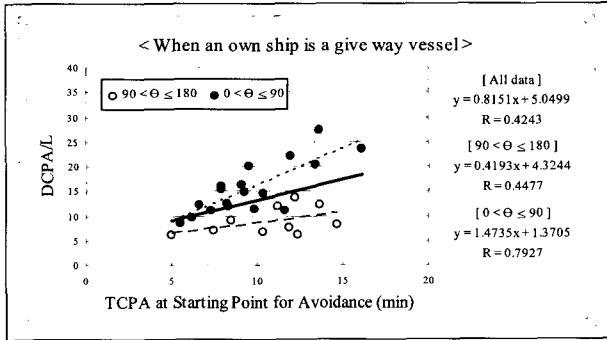 < When an own ship is a give way vessel >
40
35
30
25
20
15
10
5
0
DCPA/L
90 < Θ ≤ 180
0 < Θ ≤ 90
0
5
10
15
20
TCPA at Starting Point for Avoidance (min)
[ All data ]
y = 0.8151x + 5.0499
R = 0.4243
[ 90 < Θ ≤ 180 ]
y = 0.4193x + 4.3244
R = 0.4477
[ 0 < Θ ≤ 90 ]
y = 1.4735x + 1.3705
R = 0.7927